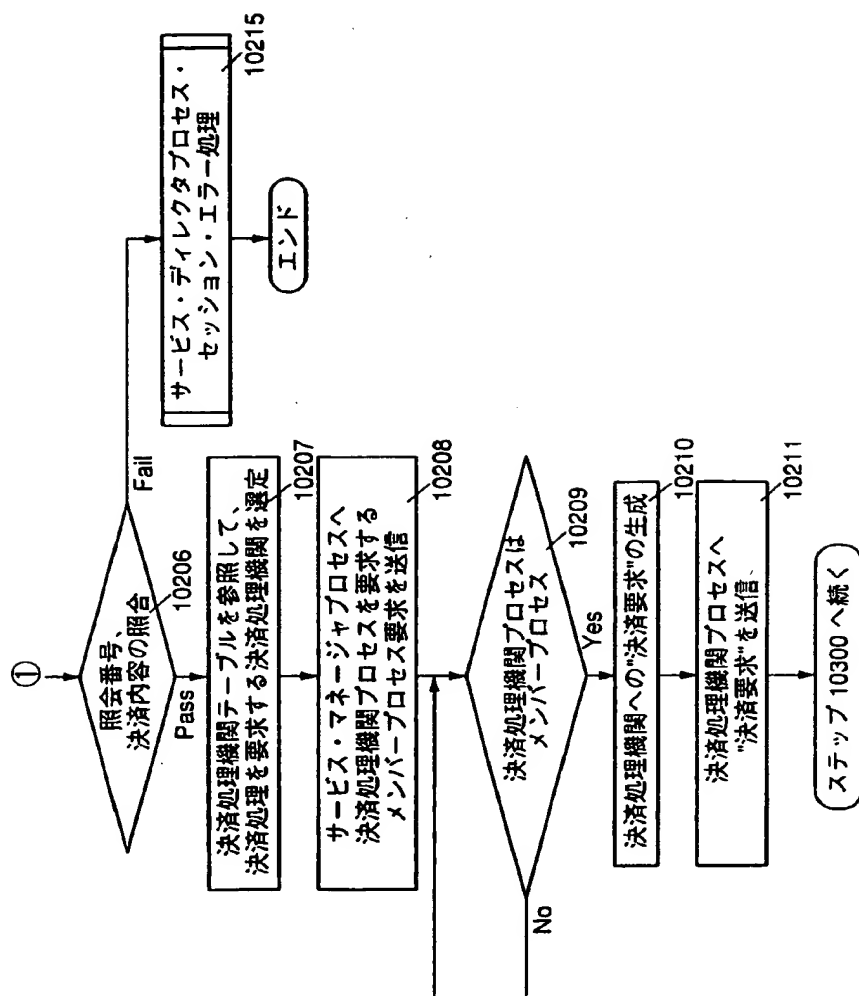 ①
照会番号、
決済内容の照合
10206
Fail
Pass
サービス・ディレクタプロセス・
セッション・エラー処理
10215
エンド
決済処理機関テーブルを参照して、
決済処理を要求する決済処理機関を選定
10207
サービス・マネージャプロセスへ
決済処理機関プロセスを要求する
メンバープロセス要求を送信
10208
決済処理機関プロセスは
メンバープロセス
10209
No
Yes
決済処理機関への"決済要求"の生成
10210
決済処理機関プロセスへ
"決済要求"を送信
10211
ステップ 10300 へ続く